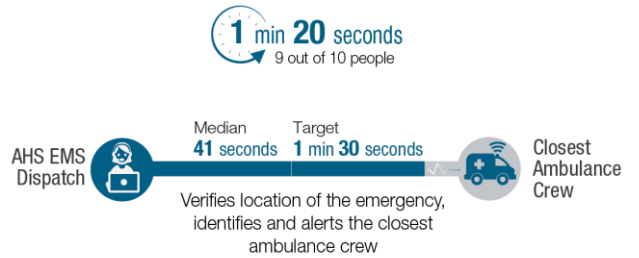 1 min 20 seconds
9 out of 10 people
AHS EMS
Dispatch
Median
41 seconds
Target
1 min 30 seconds
Closest
Ambulance
Crew
Verifies location of the emergency,
identifies and alerts the closest
ambulance crew